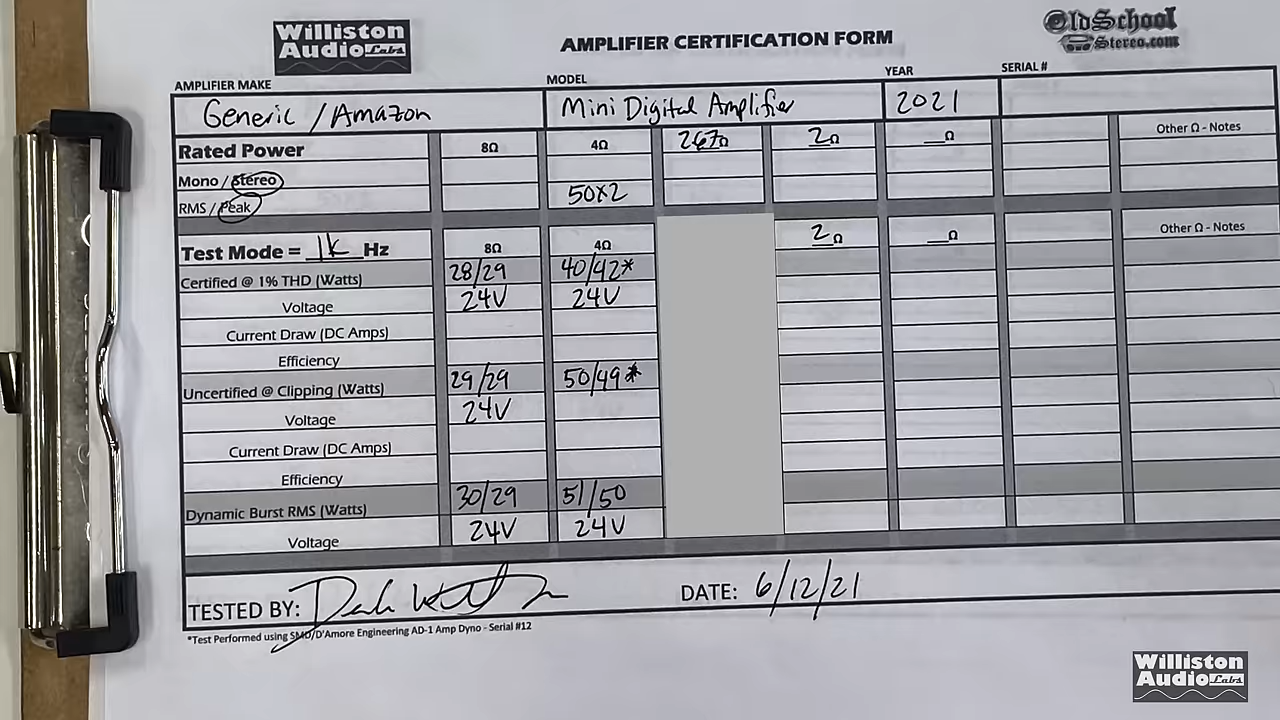 Williston
Audio Labs
AMPLIFIER CERTIFICATION FORM
OldSchool
Stereo.com
AMPLIFIER MAKE MODEL YEAR SERIAL #
Generic / Amazon Mini Digital Amplifier 2021
Rated Power 8Ω 4Ω 2.67Ω 2Ω __Ω Other Ω - Notes
Mono / Stereo
RMS / Peak 50x2
Test Mode = 1k Hz 8Ω 4Ω 2Ω __Ω Other Ω - Notes
Certified @ 1% THD (Watts) 28/29 40/42*
Voltage 24V 24V
Current Draw (DC Amps)
Efficiency
Uncertified @ Clipping (Watts) 29/29 50/49*
Voltage 24V
Current Draw (DC Amps)
Efficiency
Dynamic Burst RMS (Watts) 30/29 51/50
Voltage 24V 24V
TESTED BY: DATE: 6/12/21
*Test Performed using SMD/D'Amore Engineering AD-1 Amp Dyno - Serial #12
Williston
Audio Labs